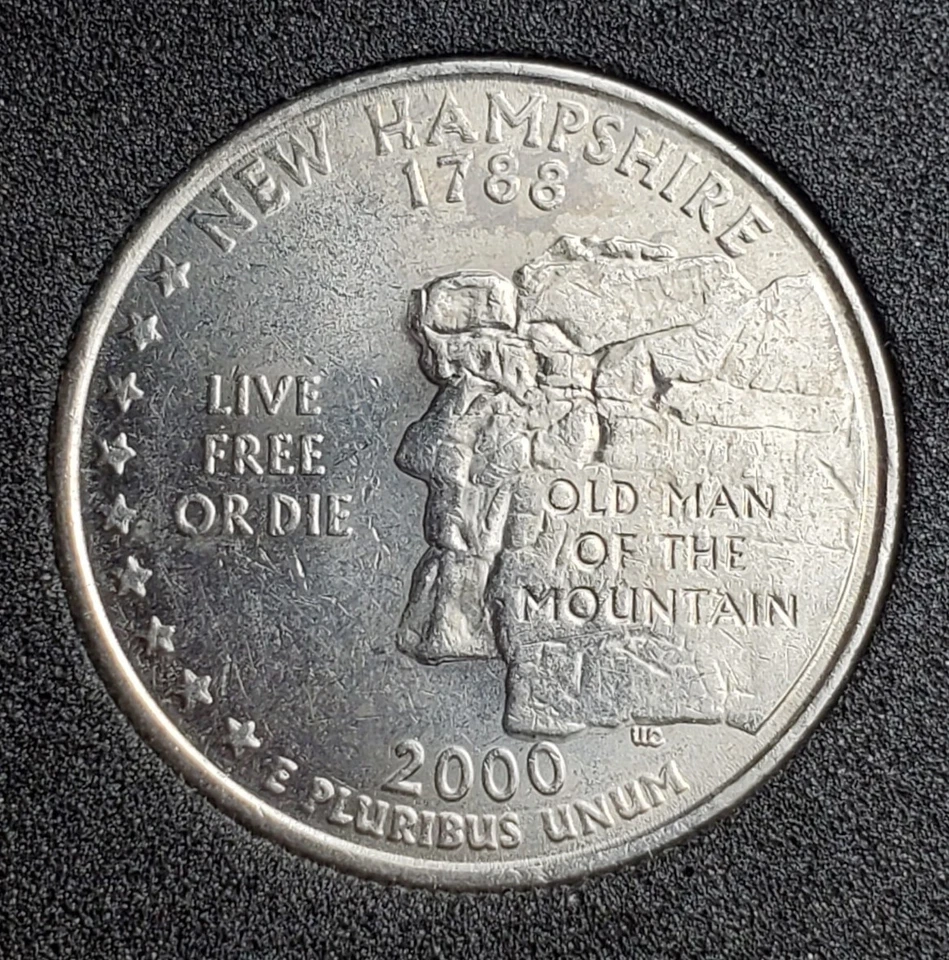 NEW HAMPSHIRE
1788
LIVE
FREE
OR DIE
OLD MAN
OF THE
MOUNTAIN
2000
E PLURIBUS UNUM